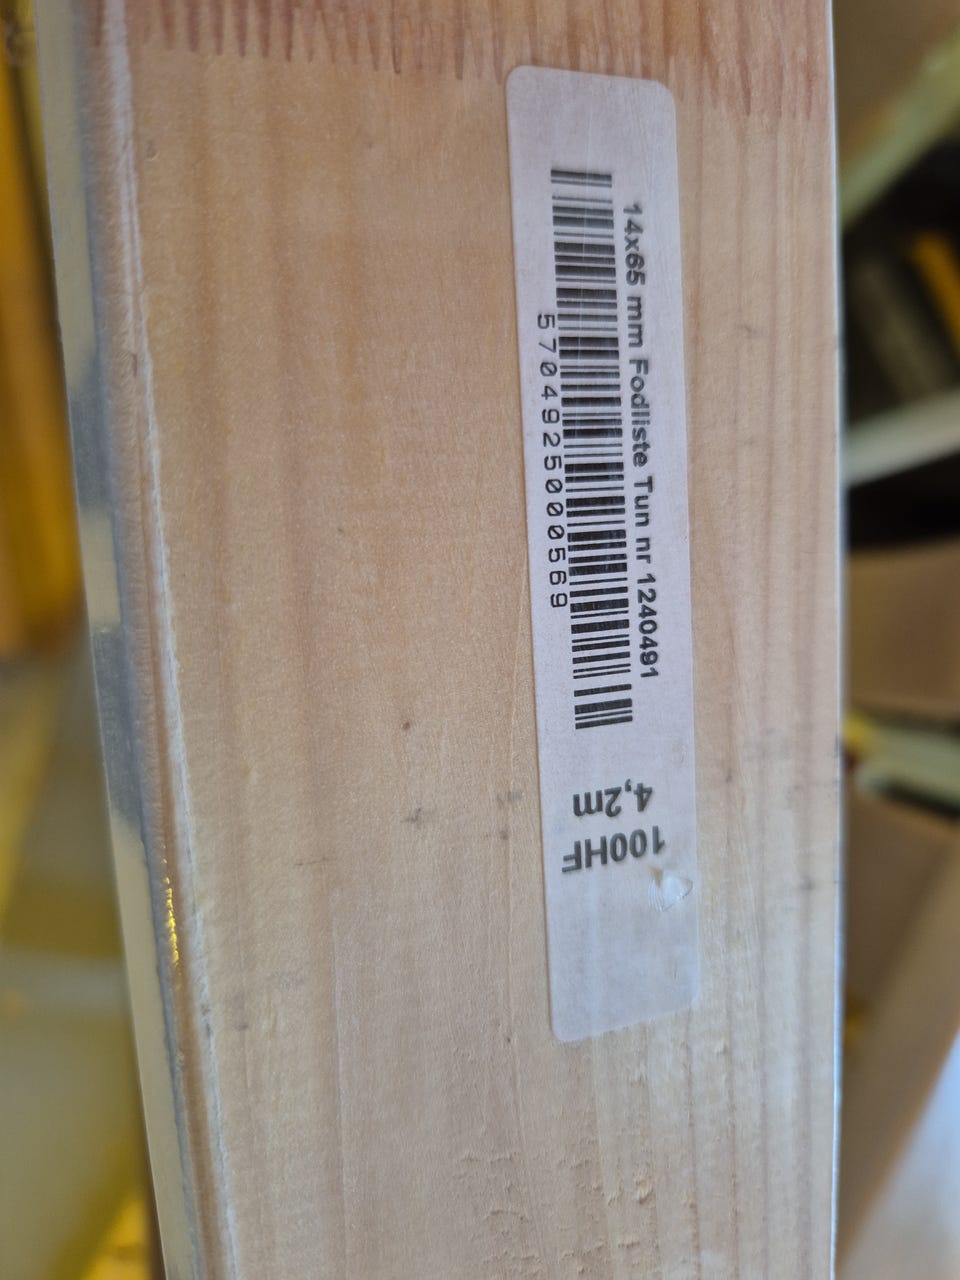 14x65 mm Fodliste Tun nr 1240491
5704925000569
4,2m
100HF